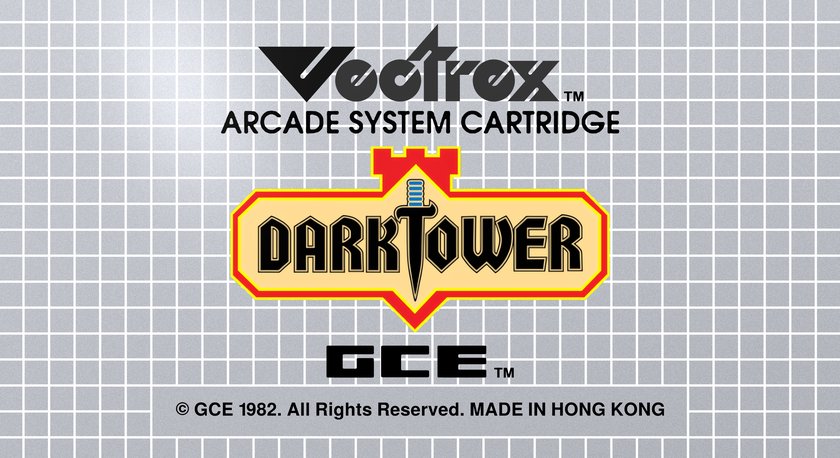 Vectrex™
ARCADE SYSTEM CARTRIDGE
DARKTOWER
GCE™
© GCE 1982. All Rights Reserved. MADE IN HONG KONG